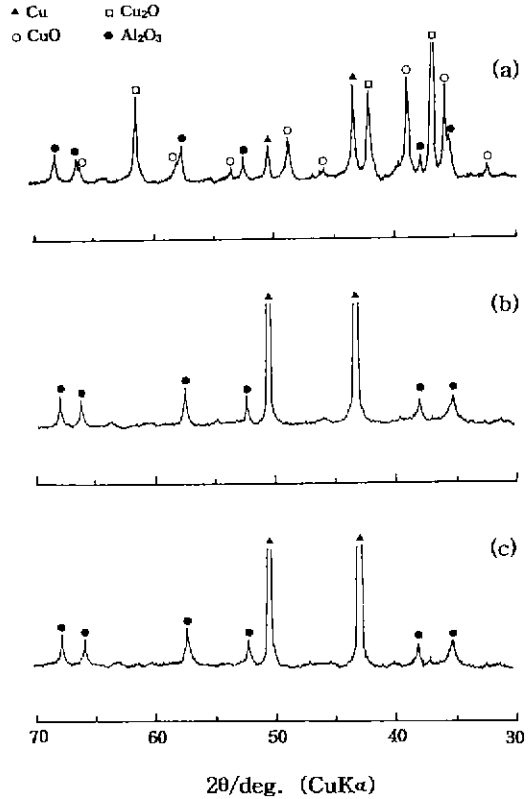 ▲ Cu □ Cu₂O
○ CuO ● Al₂O₃
(a)
(b)
(c)
70 60 50 40 30
2θ/deg. (CuKα)